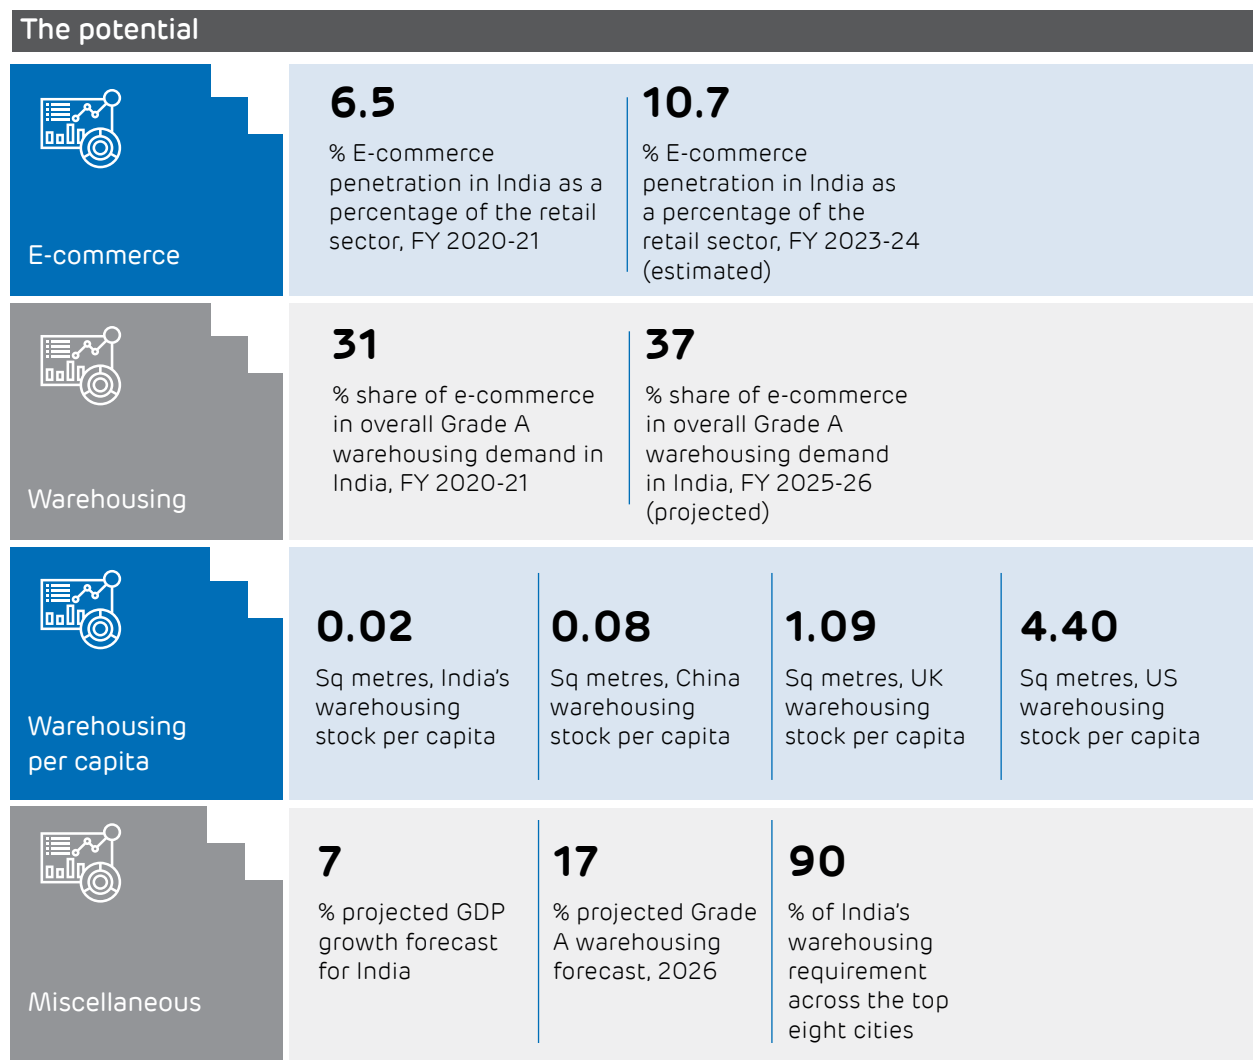 The potential
E-commerce
6.5
% E-commerce
penetration in India as a
percentage of the retail
sector, FY 2020-21
10.7
% E-commerce
penetration in India as
a percentage of the
retail sector, FY 2023-24
(estimated)
Warehousing
31
% share of e-commerce
in overall Grade A
warehousing demand in
India, FY 2020-21
37
% share of e-commerce
in overall Grade A
warehousing demand
in India, FY 2025-26
(projected)
Warehousing
per capita
0.02
Sq metres, India's
warehousing
stock per capita
0.08
Sq metres, China
warehousing
stock per capita
1.09
Sq metres, UK
warehousing
stock per capita
4.40
Sq metres, US
warehousing
stock per capita
Miscellaneous
7
% projected GDP
growth forecast
for India
17
% projected Grade
A warehousing
forecast, 2026
90
% of India's
warehousing
requirement
across the top
eight cities